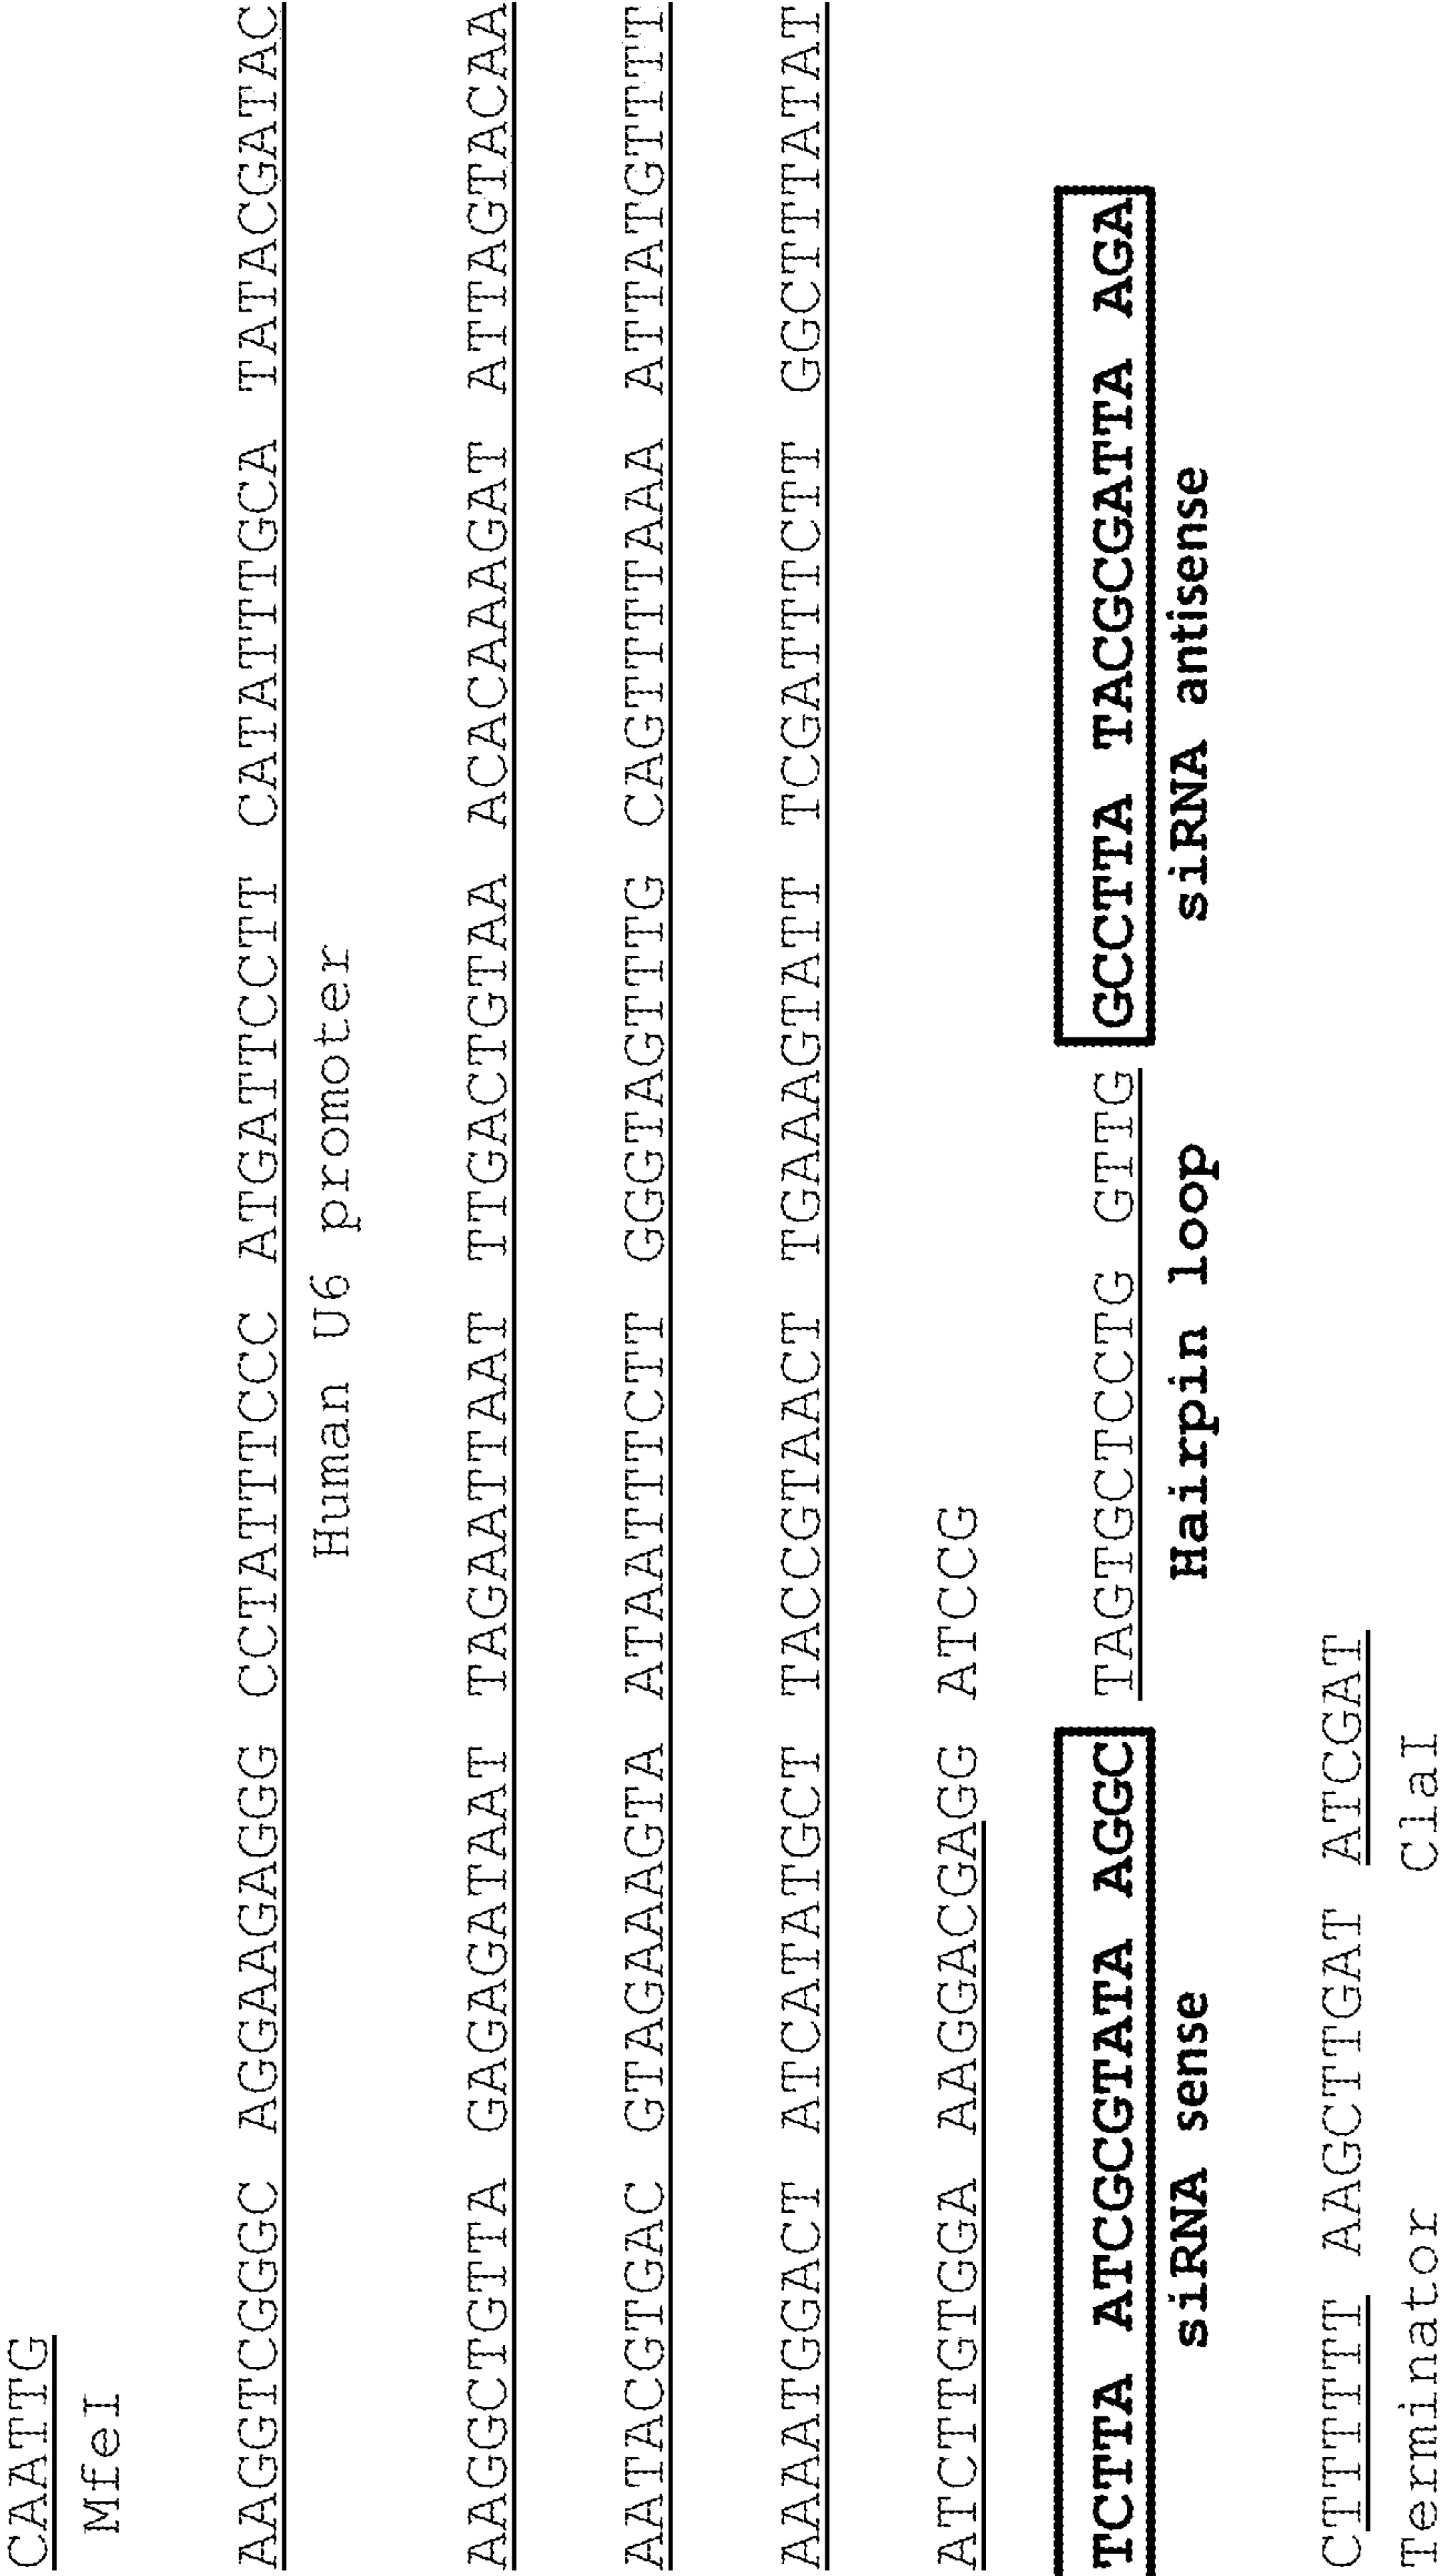 CAATTG
MfeI
AAGGTCGGGC AGGAAGAGGG CCTATTTCCC ATGATTCCTT CATATTTGCA TATACGATAC
Human U6 promoter
AAGGCTGTTA GAGAGATAAT TAGAATTAAT TTGACTGTAA ACACAAAGAT ATTAGTACAA
AATACGTGAC GTAGAAAGTA ATAATTTCTT GGGTAGTTTG CAGTTTTAAA ATTATGTTTT
AAAATGGACT ATCATATGCT TACCGTAACT TGAAAGTATT TCGATTTCTT GGCTTTATAT
ATCTTGTGGA AAGGACGAGG ATCCG
TCTTA ATCGCGTATA AGGC TAGTGCTCCTG GTTG GCCTTA TACGCGATTA AGA
siRNA sense Hairpin loop siRNA antisense
CTTTTTT AAGCTTGAT ATCGAT
Terminator ClaI